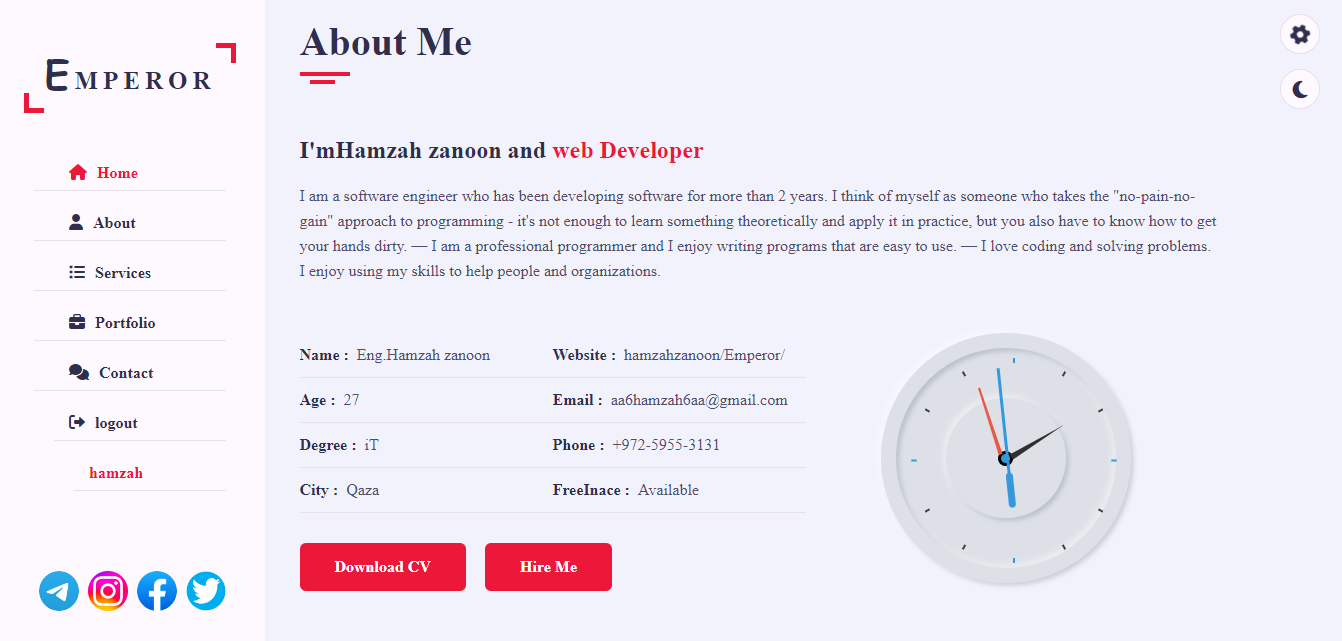 EMPEROR
Home
About
Services
Portfolio
Contact
logout
hamzah
About Me
I'mHamzah zanoon and web Developer
I am a software engineer who has been developing software for more than 2 years. I think of myself as someone who takes the "no-pain-no-
gain" approach to programming - it's not enough to learn something theoretically and apply it in practice, but you also have to know how to get
your hands dirty. — I am a professional programmer and I enjoy writing programs that are easy to use. — I love coding and solving problems.
I enjoy using my skills to help people and organizations.
Name : Eng.Hamzah zanoon
Website : hamzahzanoon/Emperor/
Age : 27
Email : aa6hamzah6aa@gmail.com
Degree : iT
Phone : +972-5955-3131
City : Qaza
FreeInace : Available
Download CV
Hire Me